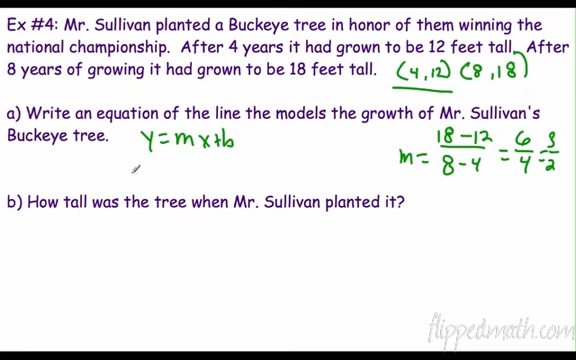 Ex #4: Mr. Sullivan planted a Buckeye tree in honor of them winning the
national championship. After 4 years it had grown to be 12 feet tall. After
8 years of growing it had grown to be 18 feet tall. (4,12) (8,18)
a) Write an equation of the line the models the growth of Mr. Sullivan's
Buckeye tree. y = mx+b m = 18-12 / 8-4 = 6/4 = 3/2
b) How tall was the tree when Mr. Sullivan planted it?
flippedmath.com